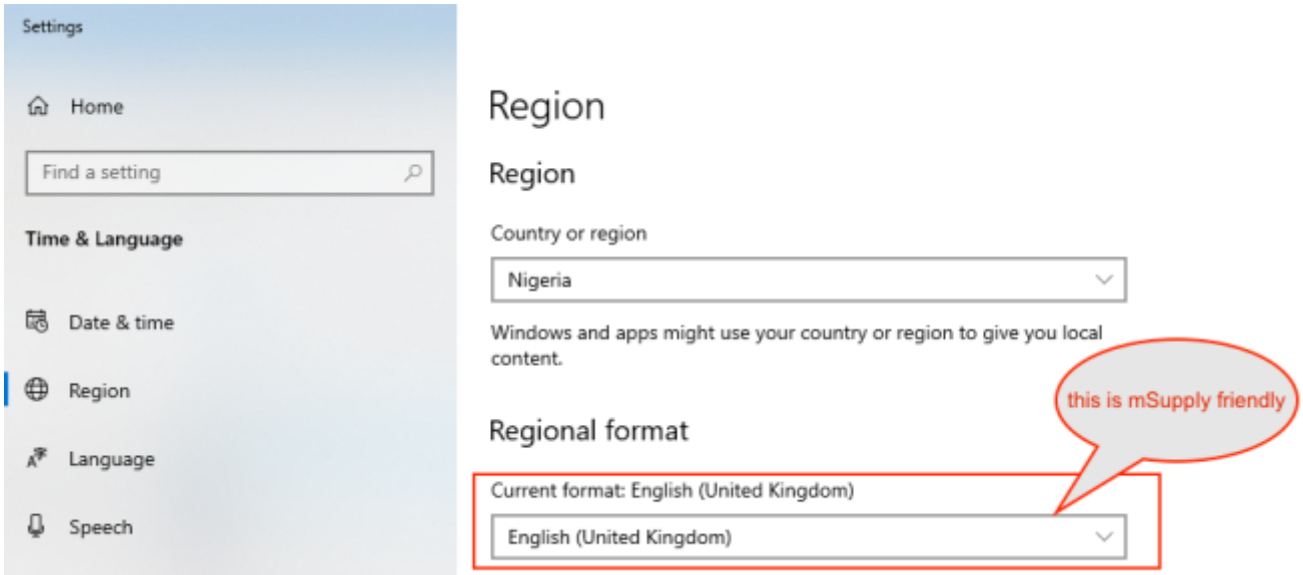 Settings
Home
Find a setting
Time & Language
Date & time
Region
Language
Speech
Region
Region
Country or region
Nigeria
Windows and apps might use your country or region to give you local
content.
Regional format
this is mSupply friendly
Current format: English (United Kingdom)
English (United Kingdom)